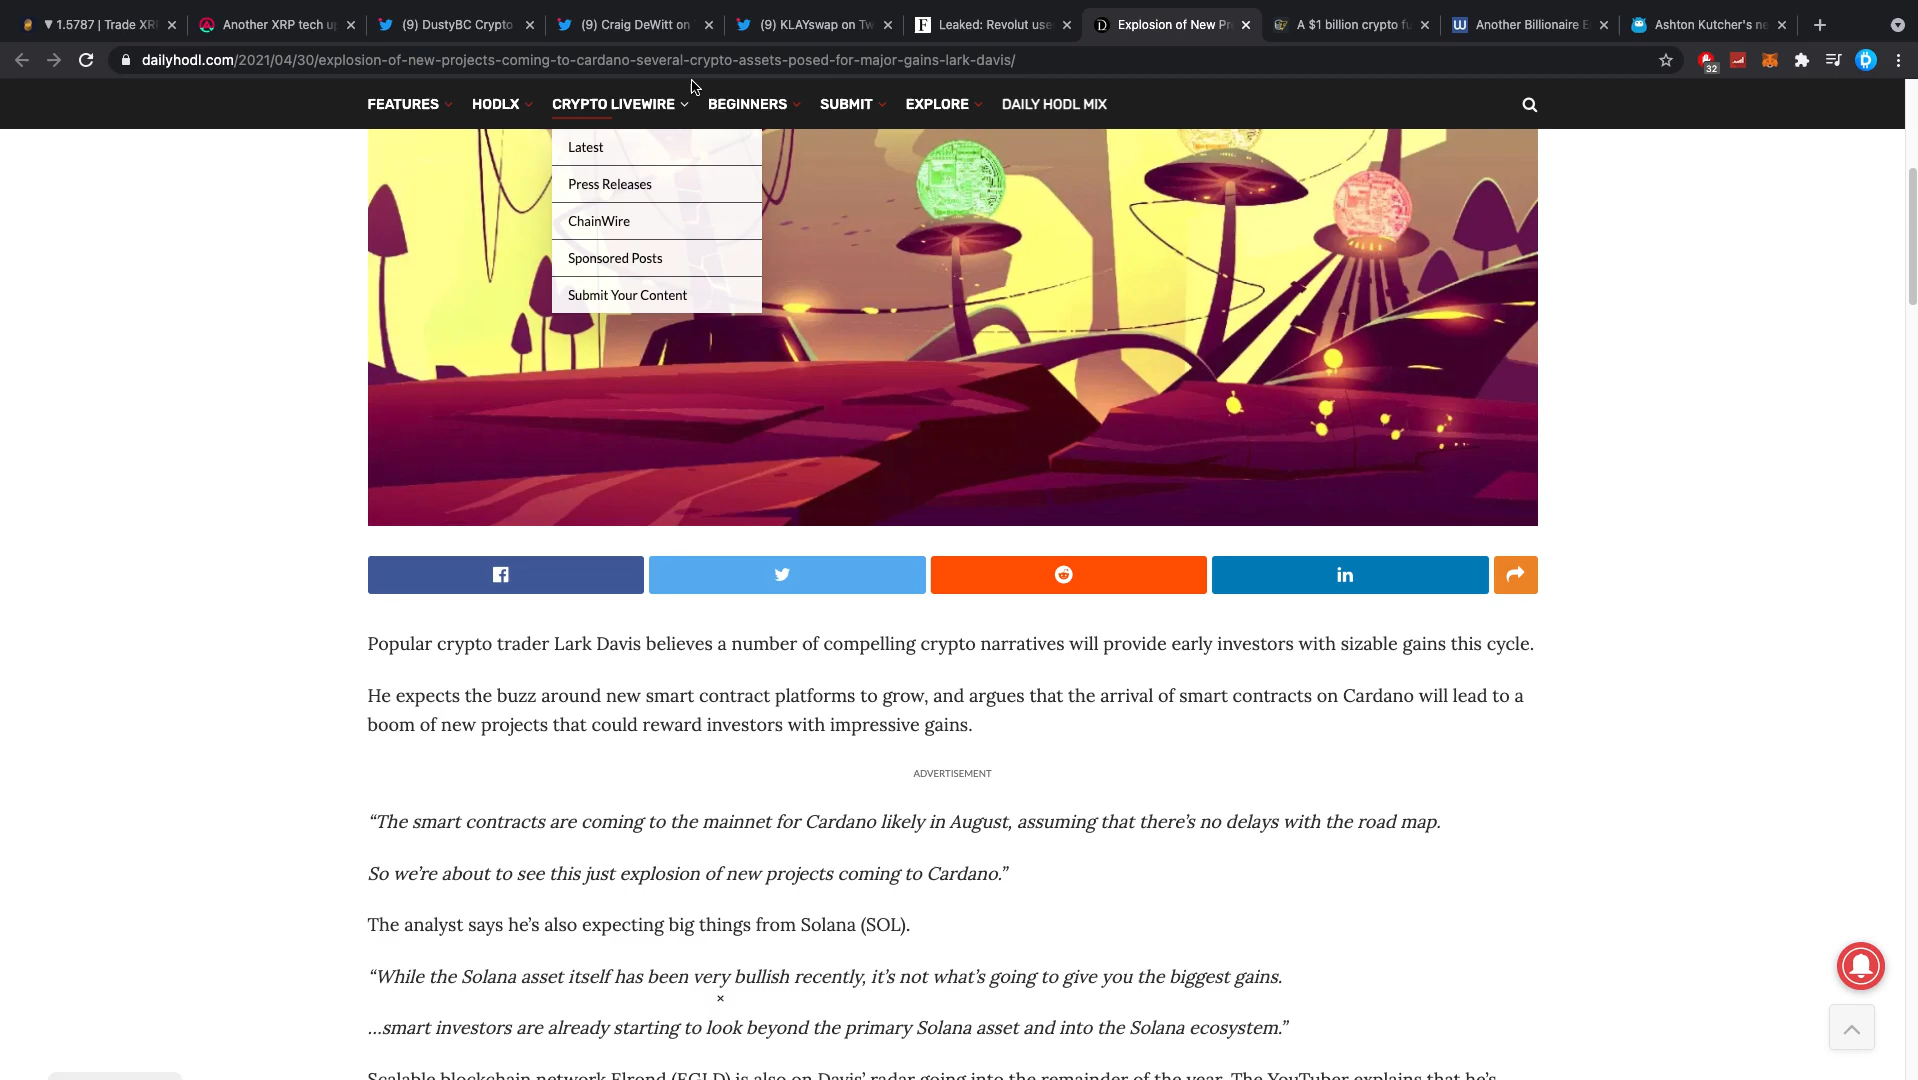 ▼ 1.5787 | Trade XRP
Another XRP tech up
(9) DustyBC Crypto
(9) Craig DeWitt on
(9) KLAYswap on Tw
Leaked: Revolut use
Explosion of New Pr
A $1 billion crypto fu
Another Billionaire E
Ashton Kutcher's ne
dailyhodl.com/2021/04/30/explosion-of-new-projects-coming-to-cardano-several-crypto-assets-posed-for-major-gains-lark-davis/
32
FEATURES HODLX CRYPTO LIVEWIRE BEGINNERS SUBMIT EXPLORE DAILY HODL MIX
Latest
Press Releases
ChainWire
Sponsored Posts
Submit Your Content
Popular crypto trader Lark Davis believes a number of compelling crypto narratives will provide early investors with sizable gains this cycle.
He expects the buzz around new smart contract platforms to grow, and argues that the arrival of smart contracts on Cardano will lead to a
boom of new projects that could reward investors with impressive gains.
ADVERTISEMENT
“The smart contracts are coming to the mainnet for Cardano likely in August, assuming that there’s no delays with the road map.
So we’re about to see this just explosion of new projects coming to Cardano.”
The analyst says he’s also expecting big things from Solana (SOL).
“While the Solana asset itself has been very bullish recently, it’s not what’s going to give you the biggest gains.
…smart investors are already starting to look beyond the primary Solana asset and into the Solana ecosystem.”
Scalable blockchain network Elrond (EGLD) is also on Davis’ radar going into the remainder of the year. The YouTuber explains that he’s